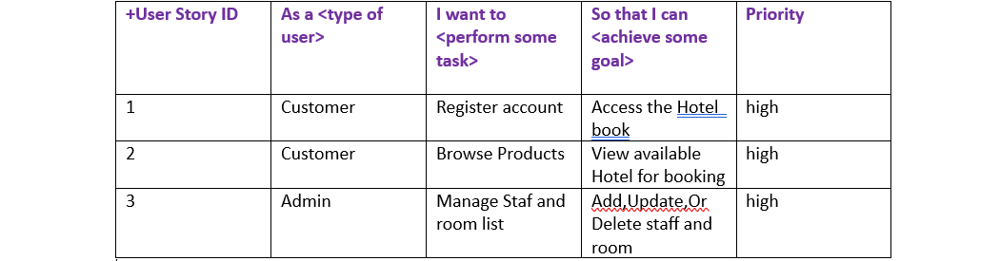 +User Story ID As a <type of I want to So that I can Priority
user> <perform some <achieve some
task> goal>
1 Customer Register account Access the Hotel high
book
2 Customer Browse Products View available high
Hotel for booking
3 Admin Manage Staf and Add,Update,Or high
room list Delete staff and
room